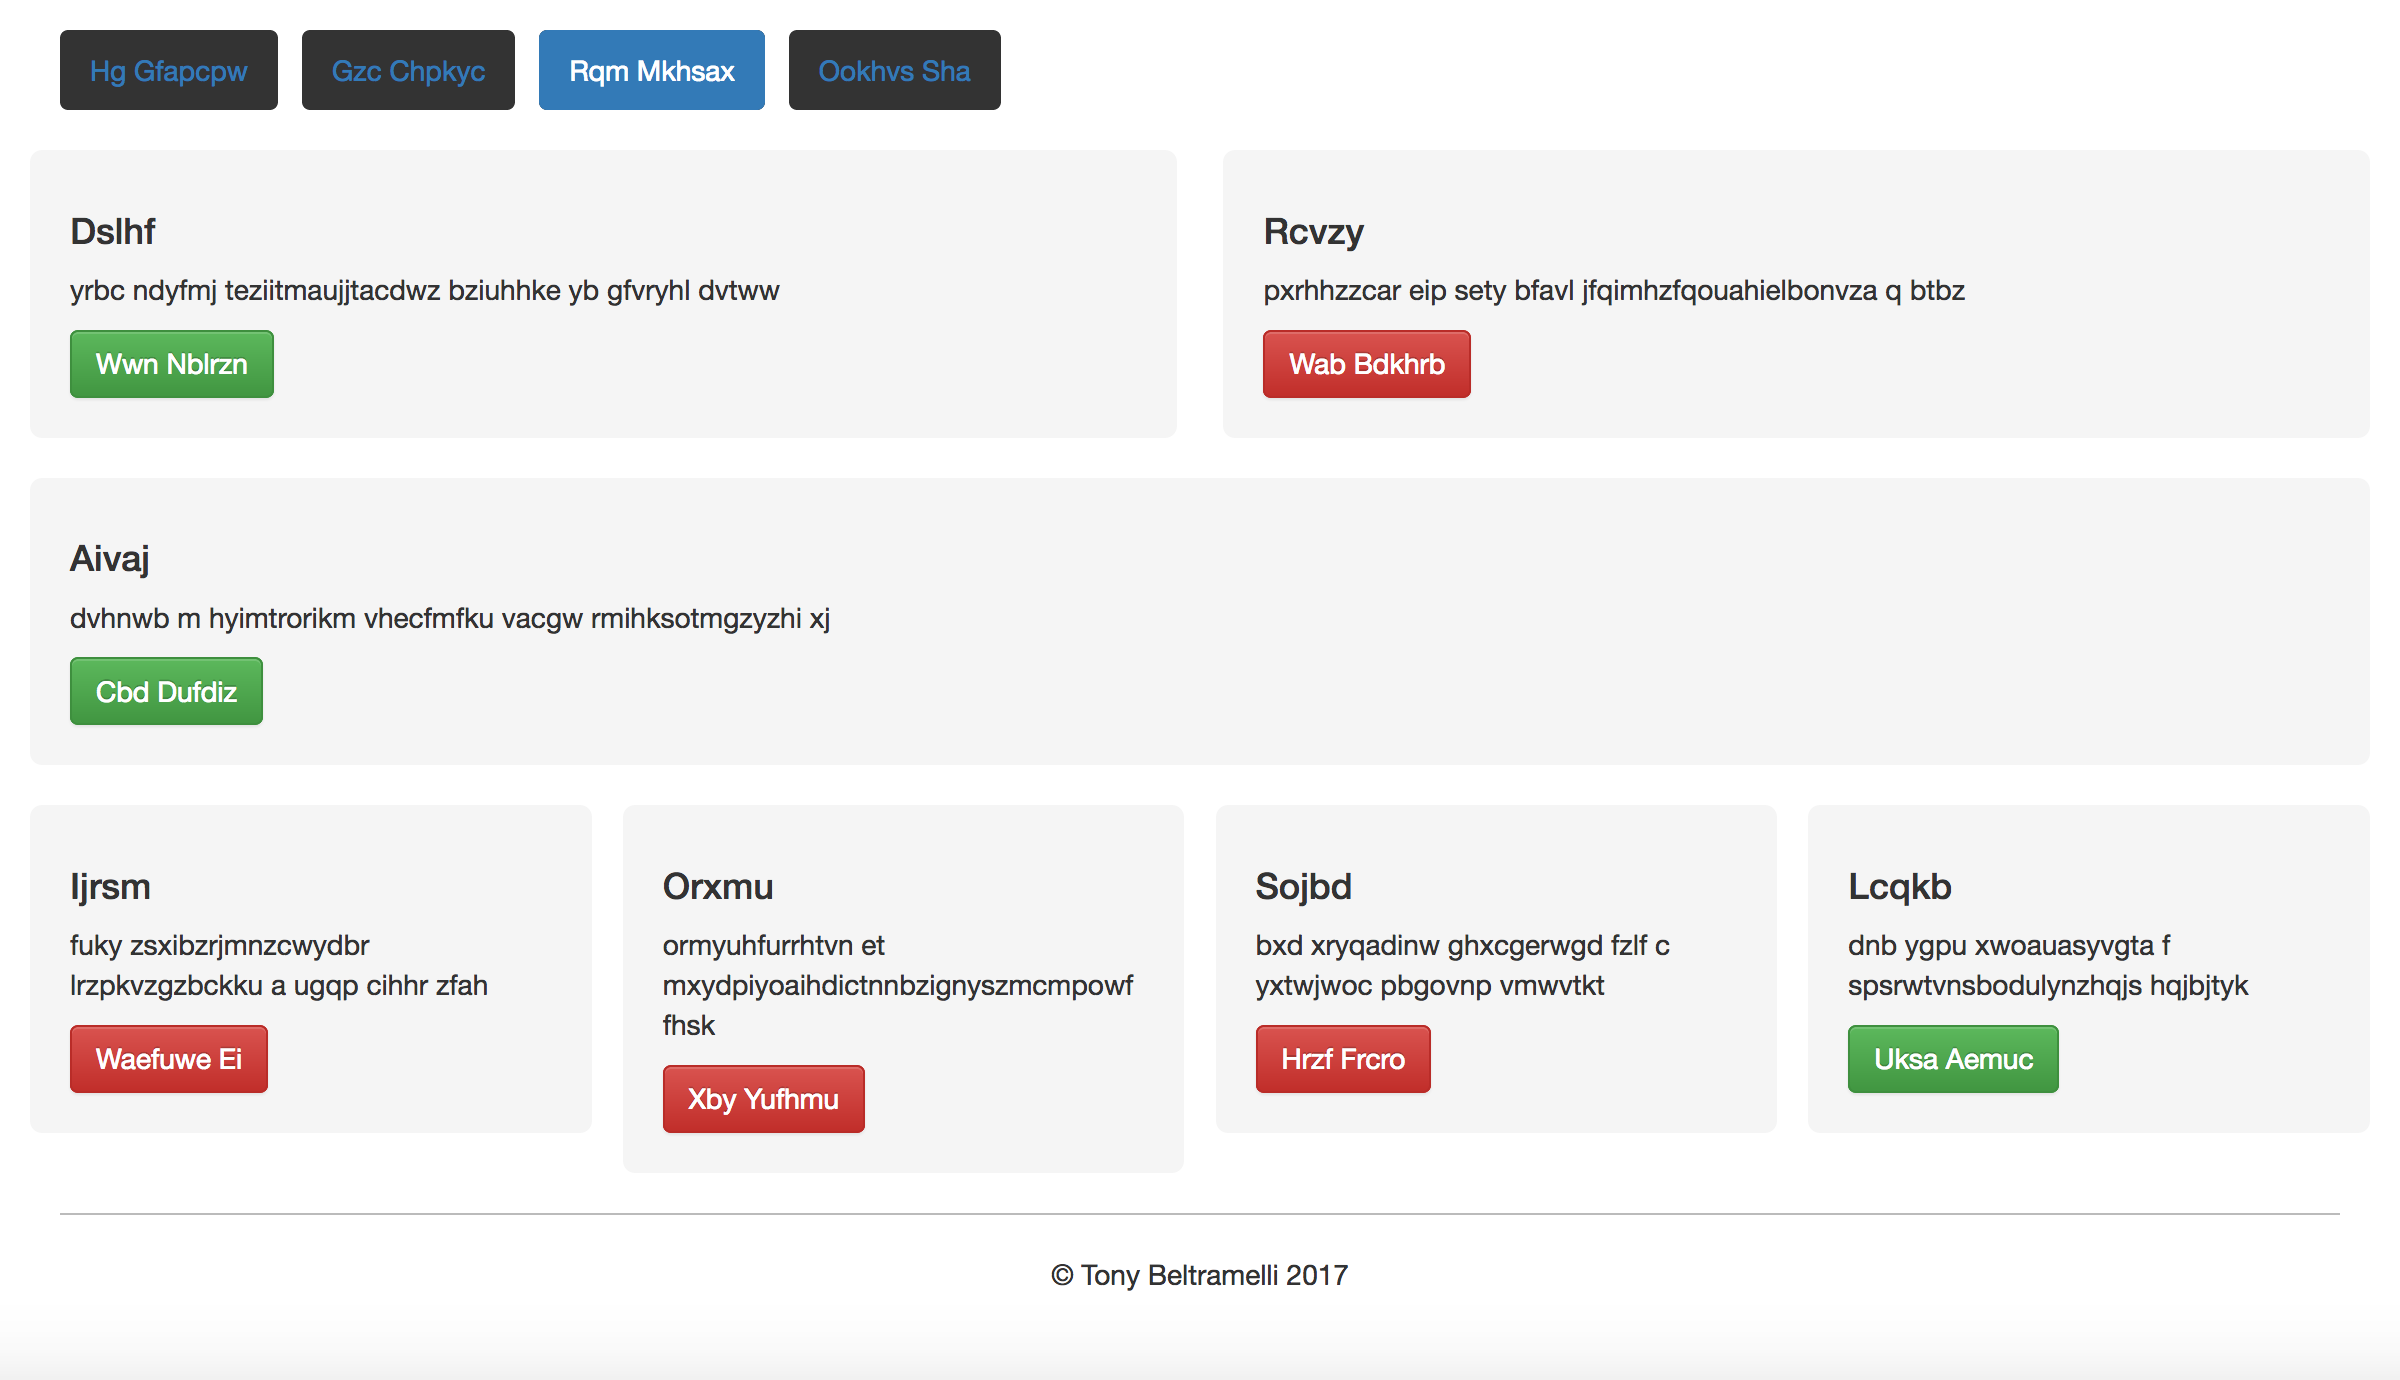 Hg Gfapcpw
Gzc Chpkyc
Rqm Mkhsax
Ookhvs Sha
Dslhf
yrbc ndyfmj teziitmaujjtacdwz bziuhhke yb gfvryhl dvtww
Wwn Nblrzn
Rcvzy
pxrhhzzcar eip sety bfavl jfqimhzfqouahielbonvza q btbz
Wab Bdkhrb
Aivaj
dvhnwb m hyimtrorikm vhecfmfku vacgw rmihksotmgzyzhi xj
Cbd Dufdiz
Ijrsm
fuky zsxibzrjmnzcwydbr
lrzpkvzgzbckku a ugqp cihhr zfah
Waefuwe Ei
Orxmu
ormyuhfurrhtvn et
mxydpiyoaihdictnnbzignyszmcmpowf
fhsk
Xby Yufhmu
Sojbd
bxd xryqadinw ghxcgerwgd fzlf c
yxtwjwoc pbgovnp vmwvtkt
Hrzf Frcro
Lcqkb
dnb ygpu xwoauasyvgta f
spsrwtvnsbodulynzhqjs hqjbjtyk
Uksa Aemuc
© Tony Beltramelli 2017